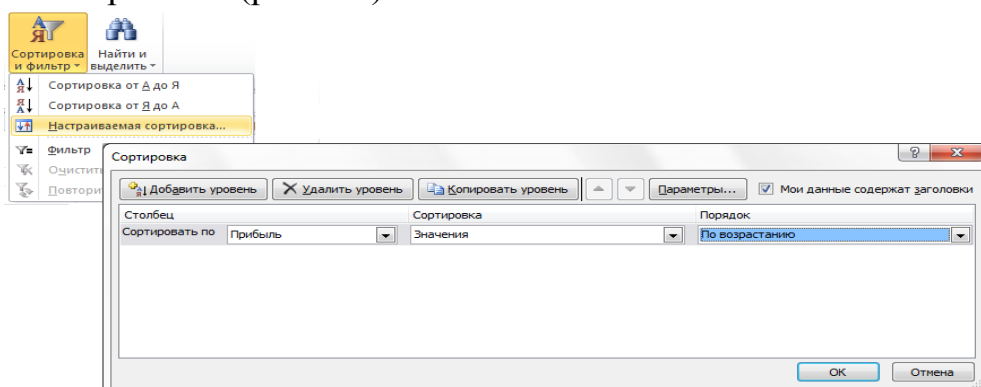 Сортировка Найти и
и фильтр выделить
Сортировка от А до Я
Сортировка от Я до А
Настраиваемая сортировка...
Фильтр
Очистить
Сортировка
Добавить уровень Удалить уровень Копировать уровень Параметры... Мои данные содержат заголовки
Столбец Сортировка Порядок
Сортировать по Прибыль Значения По возрастанию
ОК Отмена